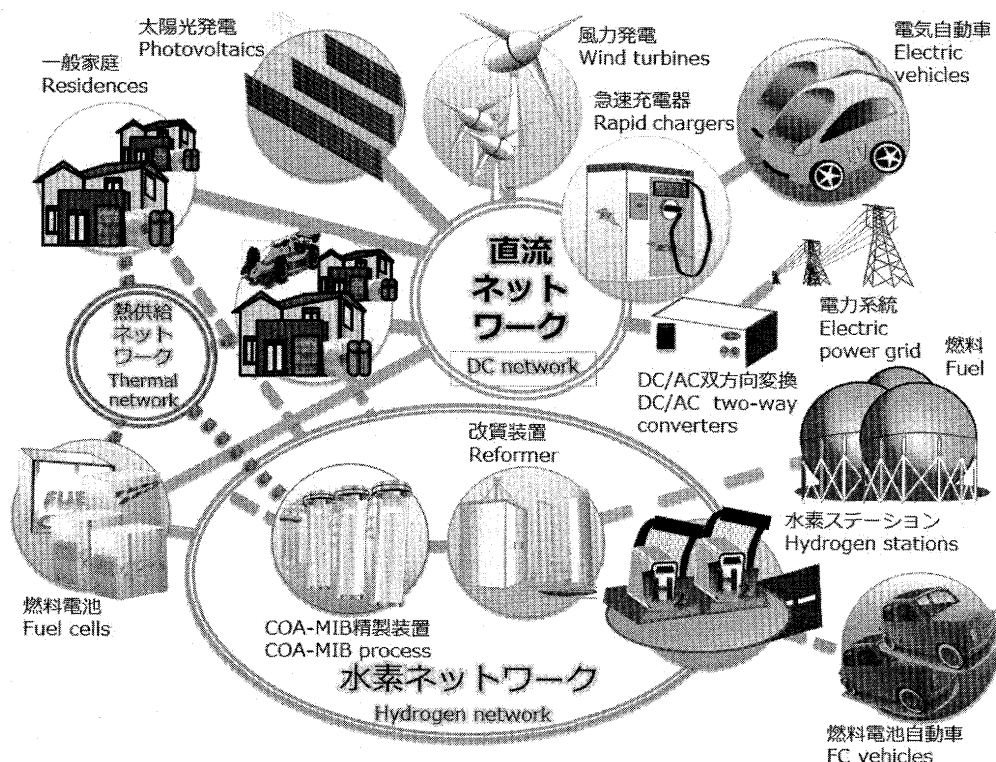 太陽光発電
Photovoltaics
一般家庭
Residences
風力発電
Wind turbines
急速充電器
Rapid chargers
電気自動車
Electric
vehicles
直流
ネット
ワーク
DC network
熱供給
ネット
ワーク
Thermal
network
電力系統
Electric
power grid
DC/AC双方向変換
DC/AC two-way
converters
燃料
Fuel
改質装置
Reformer
水素ステーション
Hydrogen stations
燃料電池
Fuel cells
COA-MIB精製装置
COA-MIB process
水素ネットワーク
Hydrogen network
燃料電池自動車
FC vehicles
FUE
H
H